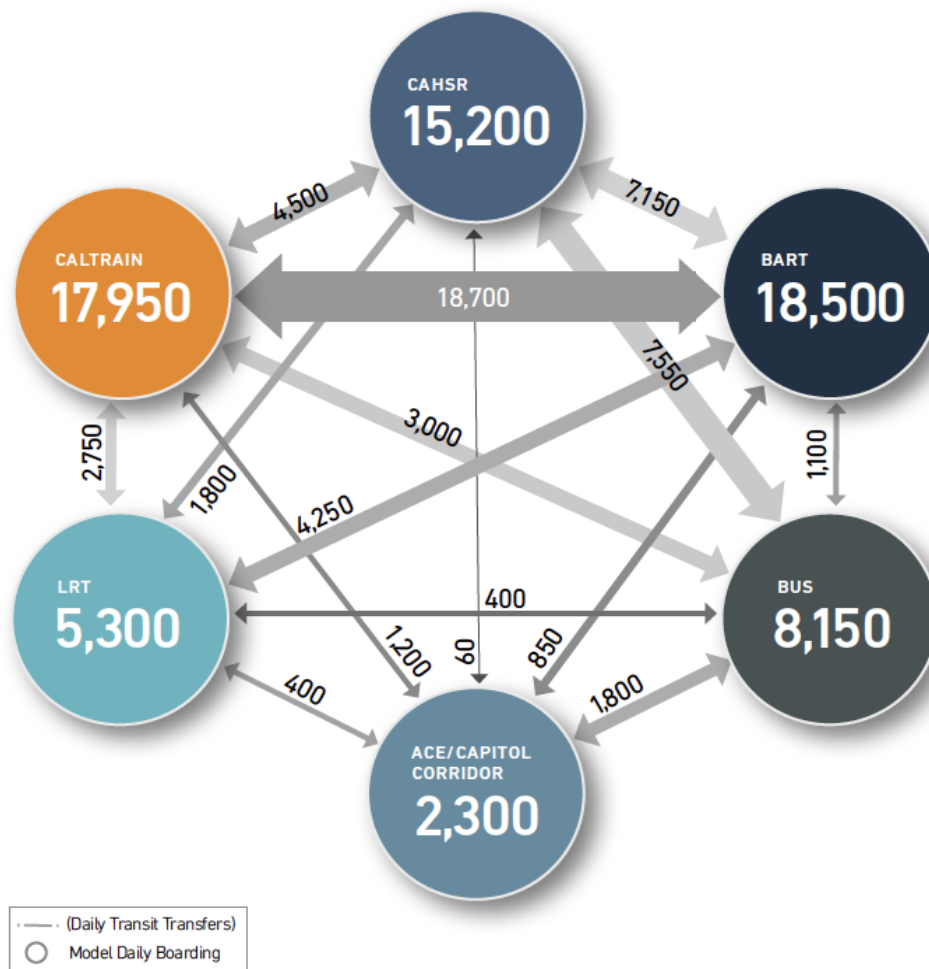 CAHSR
15,200
4,500
7,150
CALTRAIN
17,950
BART
18,500
18,700
7,550
3,000
2,750
1,800
1,100
4,250
LRT
5,300
BUS
8,150
400
1,200
60
850
400
1,800
ACE/CAPITOL
CORRIDOR
2,300
(Daily Transit Transfers)
Model Daily Boarding